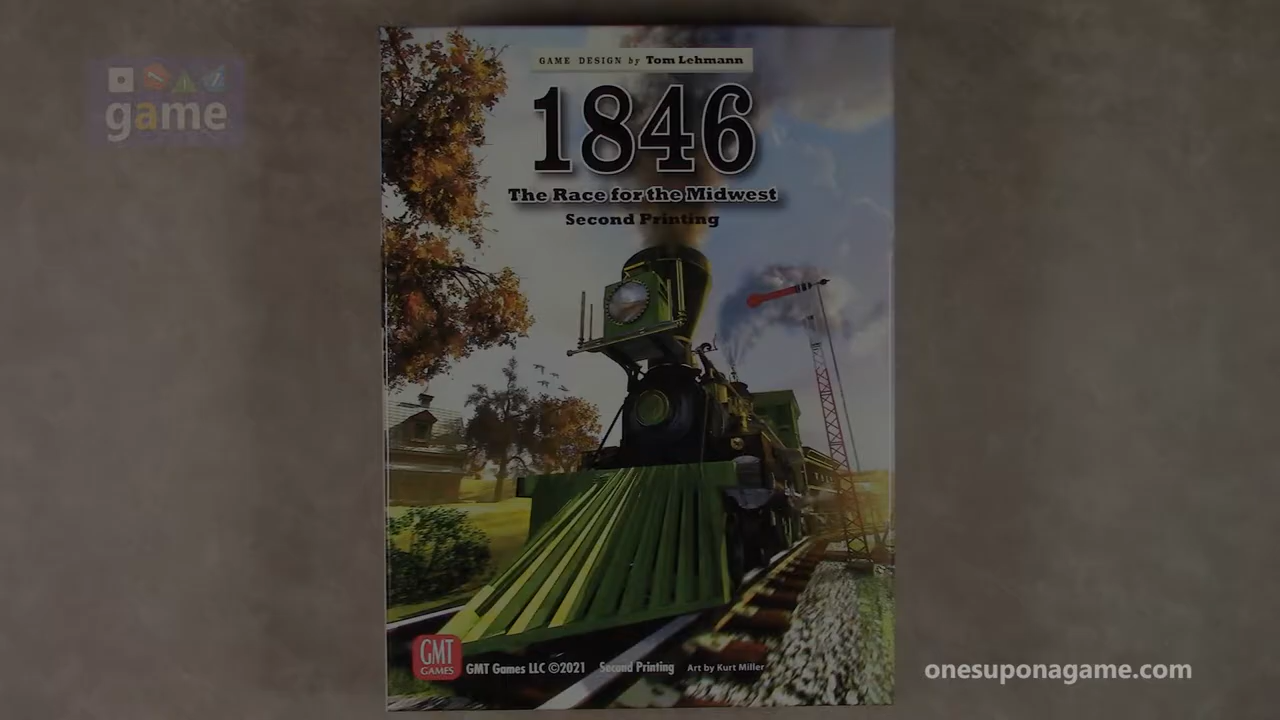 game
GAME DESIGN by Tom Lehmann
1846
The Race for the Midwest
Second Printing
GMT
GAMES
GMT Games LLC ©2021 Second Printing Art by Kurt Miller
onesuponagame.com